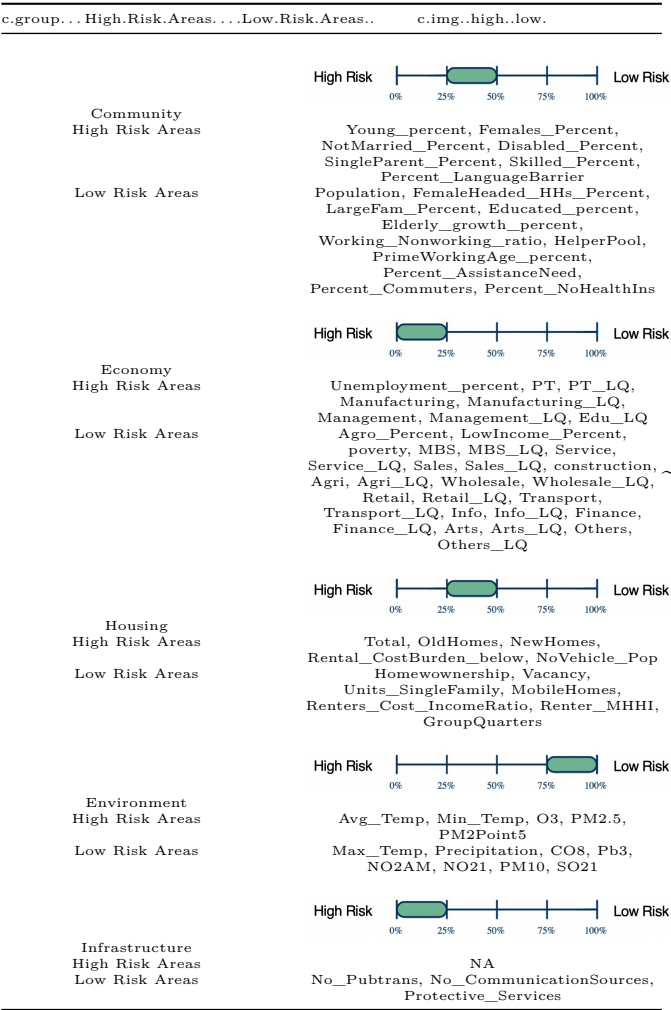 c.group... High.Risk.Areas....Low.Risk.Areas.. c.img..high..low.
High Risk Low Risk
0% 25% 50% 75% 100%
Community
High Risk Areas Young_percent, Females_Percent,
NotMarried_Percent, Disabled_Percent,
SingleParent_Percent, Skilled_Percent,
Percent_LanguageBarrier
Low Risk Areas Population, FemaleHeaded_HHs_Percent,
LargeFam_Percent, Educated_percent,
Elderly_growth_percent,
Working_Nonworking_ratio, HelperPool,
PrimeWorkingAge_percent,
Percent_AssistanceNeed,
Percent_Commuters, Percent_NoHealthIns
High Risk Low Risk
0% 25% 50% 75% 100%
Economy
High Risk Areas Unemployment_percent, PT, PT_LQ,
Manufacturing, Manufacturing_LQ,
Management, Management_LQ, Edu_LQ
Low Risk Areas Agro_Percent, LowIncome_Percent,
poverty, MBS, MBS_LQ, Service,
Service_LQ, Sales, Sales_LQ, construction,
Agri, Agri_LQ, Wholesale, Wholesale_LQ,
Retail, Retail_LQ, Transport,
Transport_LQ, Info, Info_LQ, Finance,
Finance_LQ, Arts, Arts_LQ, Others,
Others_LQ
High Risk Low Risk
0% 25% 50% 75% 100%
Housing
High Risk Areas Total, OldHomes, NewHomes,
Rental_CostBurden_below, NoVehicle_Pop
Low Risk Areas Homewownership, Vacancy,
Units_SingleFamily, MobileHomes,
Renters_Cost_IncomeRatio, Renter_MHHI,
GroupQuarters
High Risk Low Risk
0% 25% 50% 75% 100%
Environment
High Risk Areas Avg_Temp, Min_Temp, O3, PM2.5,
PM2Point5
Low Risk Areas Max_Temp, Precipitation, CO8, Pb3,
NO2AM, NO21, PM10, SO21
High Risk Low Risk
0% 25% 50% 75% 100%
Infrastructure
High Risk Areas NA
Low Risk Areas No_Pubtrans, No_CommunicationSources,
Protective_Services